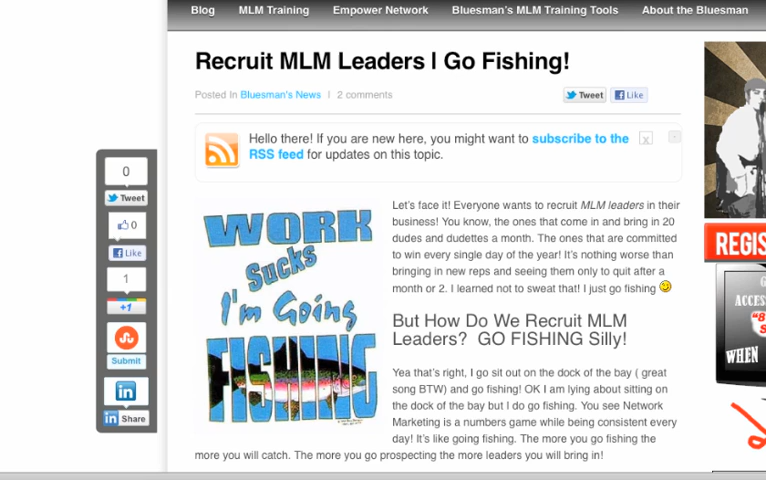 Blog MLM Training Empower Network Bluesman's MLM Training Tools About the Bluesman
Recruit MLM Leaders | Go Fishing!
Posted In Bluesman's News | 2 comments
Tweet Like
Hello there! If you are new here, you might want to subscribe to the x
RSS feed for updates on this topic.
0
Tweet
0
Like
1
+1
Submit
in
in Share
WORK
Sucks
I'm Going
FISHING
Let's face it! Everyone wants to recruit MLM leaders in their
business! You know, the ones that come in and bring in 20
dudes and dudettes a month. The ones that are committed
to win every single day of the year! It's nothing worse than
bringing in new reps and seeing them only to quit after a
month or 2. I learned not to sweat that! I just go fishing
But How Do We Recruit MLM
Leaders? GO FISHING Silly!
Yea that's right, I go sit out on the dock of the bay ( great
song BTW) and go fishing! OK I am lying about sitting on
the dock of the bay but I do go fishing. You see Network
Marketing is a numbers game while being consistent every
day! It's like going fishing. The more you go fishing the
more you will catch. The more you go prospecting the more leaders you will bring in!
REGIS
G
ACCES
"8
S
WHEN